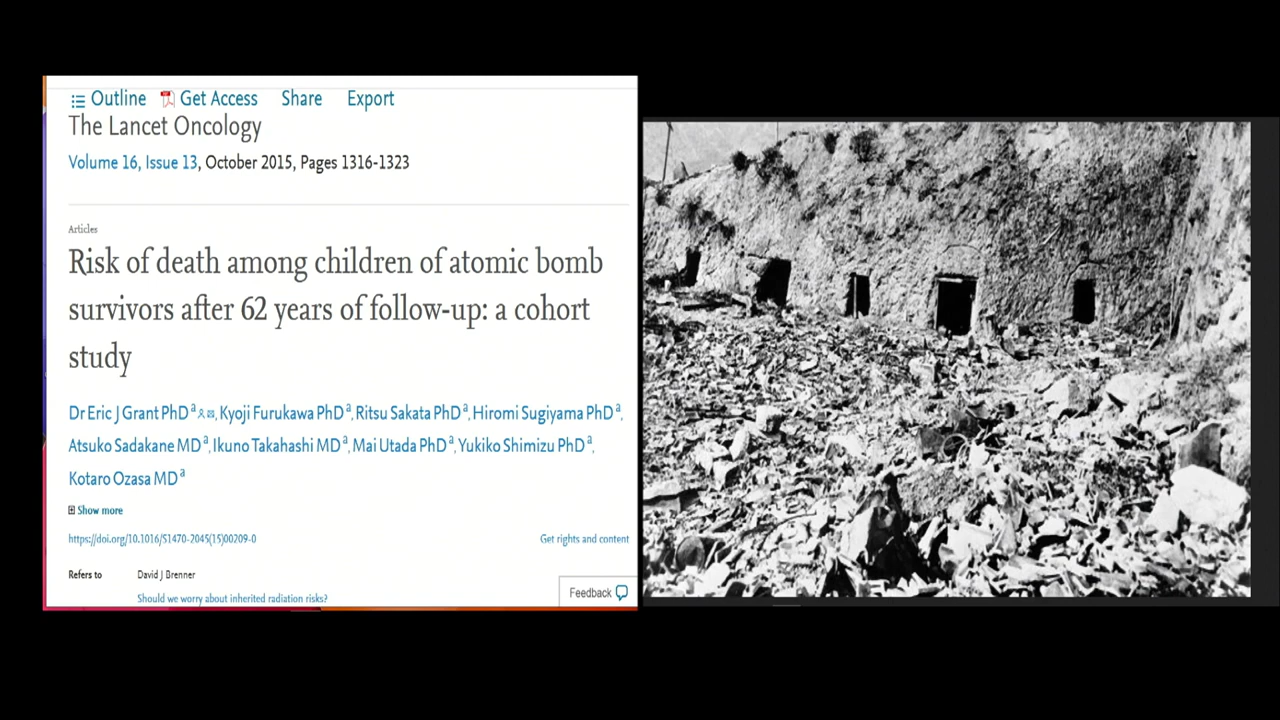 Outline Get Access Share Export
The Lancet Oncology
Volume 16, Issue 13, October 2015, Pages 1316-1323
Articles
Risk of death among children of atomic bomb
survivors after 62 years of follow-up: a cohort
study
Dr Eric J Grant PhD a, Kyoji Furukawa PhD a, Ritsu Sakata PhD a, Hiromi Sugiyama PhD a,
Atsuko Sadakane MD a, Ikuno Takahashi MD a, Mai Utada PhD a, Yukiko Shimizu PhD a,
Kotaro Ozasa MD a
Show more
https://doi.org/10.1016/S1470-2045(15)00209-0 Get rights and content
Refers to David J Brenner
Should we worry about inherited radiation risks?
Feedback